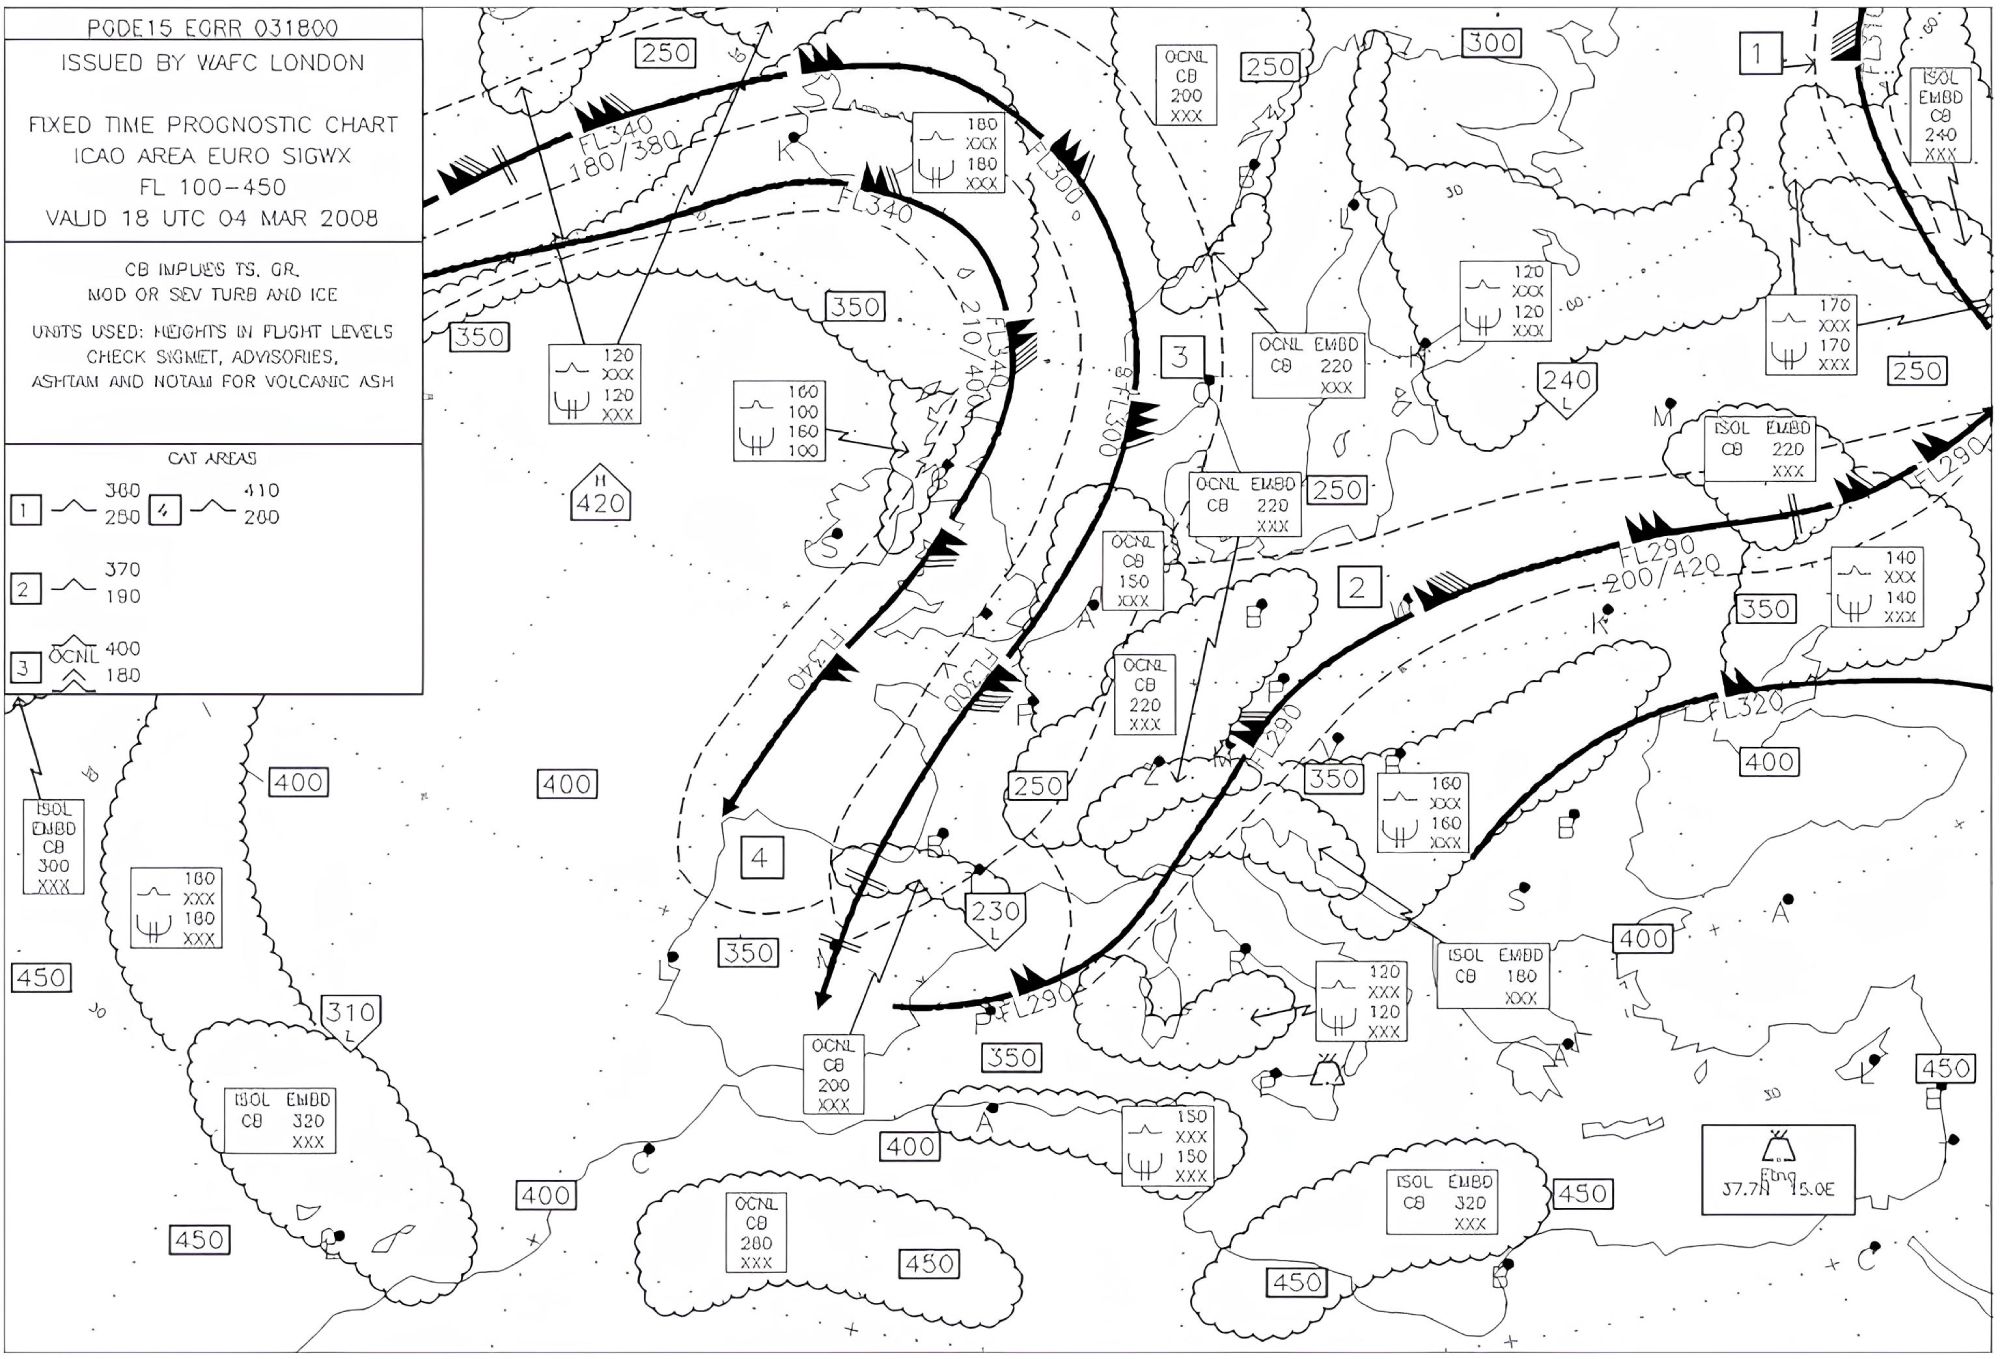 PGDE15 EGRR 031800
ISSUED BY WAFC LONDON
FIXED TIME PROGNOSTIC CHART
ICAO AREA EURO SIGWX
FL 100-450
VALID 18 UTC 04 MAR 2008
CB IMPLIES TS, GR,
MOD OR SEV TURB AND ICE
UNITS USED: HEIGHTS IN FLIGHT LEVELS
CHECK SIGMET, ADVISORIES,
ASHTAM AND NOTAM FOR VOLCANIC ASH
CAT AREAS
1
360
280
4
410
280
2
370
190
3
OCNL
400
180
250
FL340
180/380
K
180
XXX
180
XXX
FL340
FL300
OCNL
CB
200
XXX
250
B
300
1
ISOL
EMBD
CB
240
XXX
350
350
120
XXX
120
XXX
160
100
160
100
FL340
210/400
FL300
3
OCNL EMBD
CB 220
XXX
120
XXX
120
XXX
240
L
170
XXX
170
XXX
250
M
ISOL EMBD
CB 220
XXX
H
420
S
OCNL EMBD
CB 220
XXX
250
OCNL
CB
150
XXX
A
B
2
FL290
200/420
FL290
K
350
140
XXX
140
XXX
FL340
FL300
P
OCNL
CB
220
XXX
P
FL290
FL320
400
400
400
250
Z
350
B
160
XXX
160
XXX
B
ISOL
EMBD
CB
300
XXX
180
XXX
180
XXX
4
B
230
L
S
A
400
450
350
L
M
R
ISOL EMBD
CB 180
XXX
310
L
P
FL290
120
XXX
120
XXX
OCNL
CB
200
XXX
350
P
A
L
450
ISOL EMBD
CB 320
XXX
A
400
150
XXX
150
XXX
C
400
OCNL
CB
280
XXX
450
450
ISOL EMBD
CB 320
XXX
450
450
37.7N 15.0E
B
C